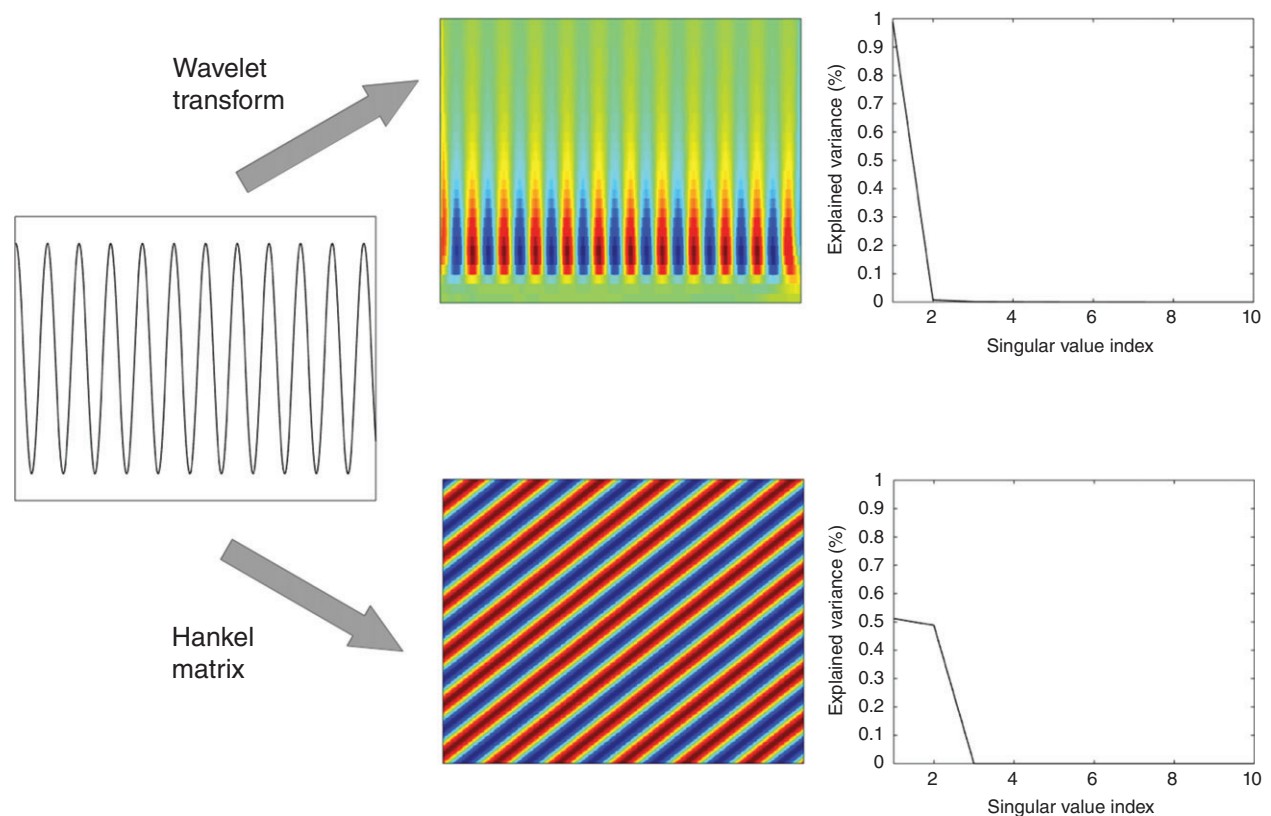 Wavelet
transform
Explained variance (%)
1
0.9
0.8
0.7
0.6
0.5
0.4
0.3
0.2
0.1
0
2 4 6 8 10
Singular value index
Hankel
matrix
Explained variance (%)
1
0.9
0.8
0.7
0.6
0.5
0.4
0.3
0.2
0.1
0
2 4 6 8 10
Singular value index